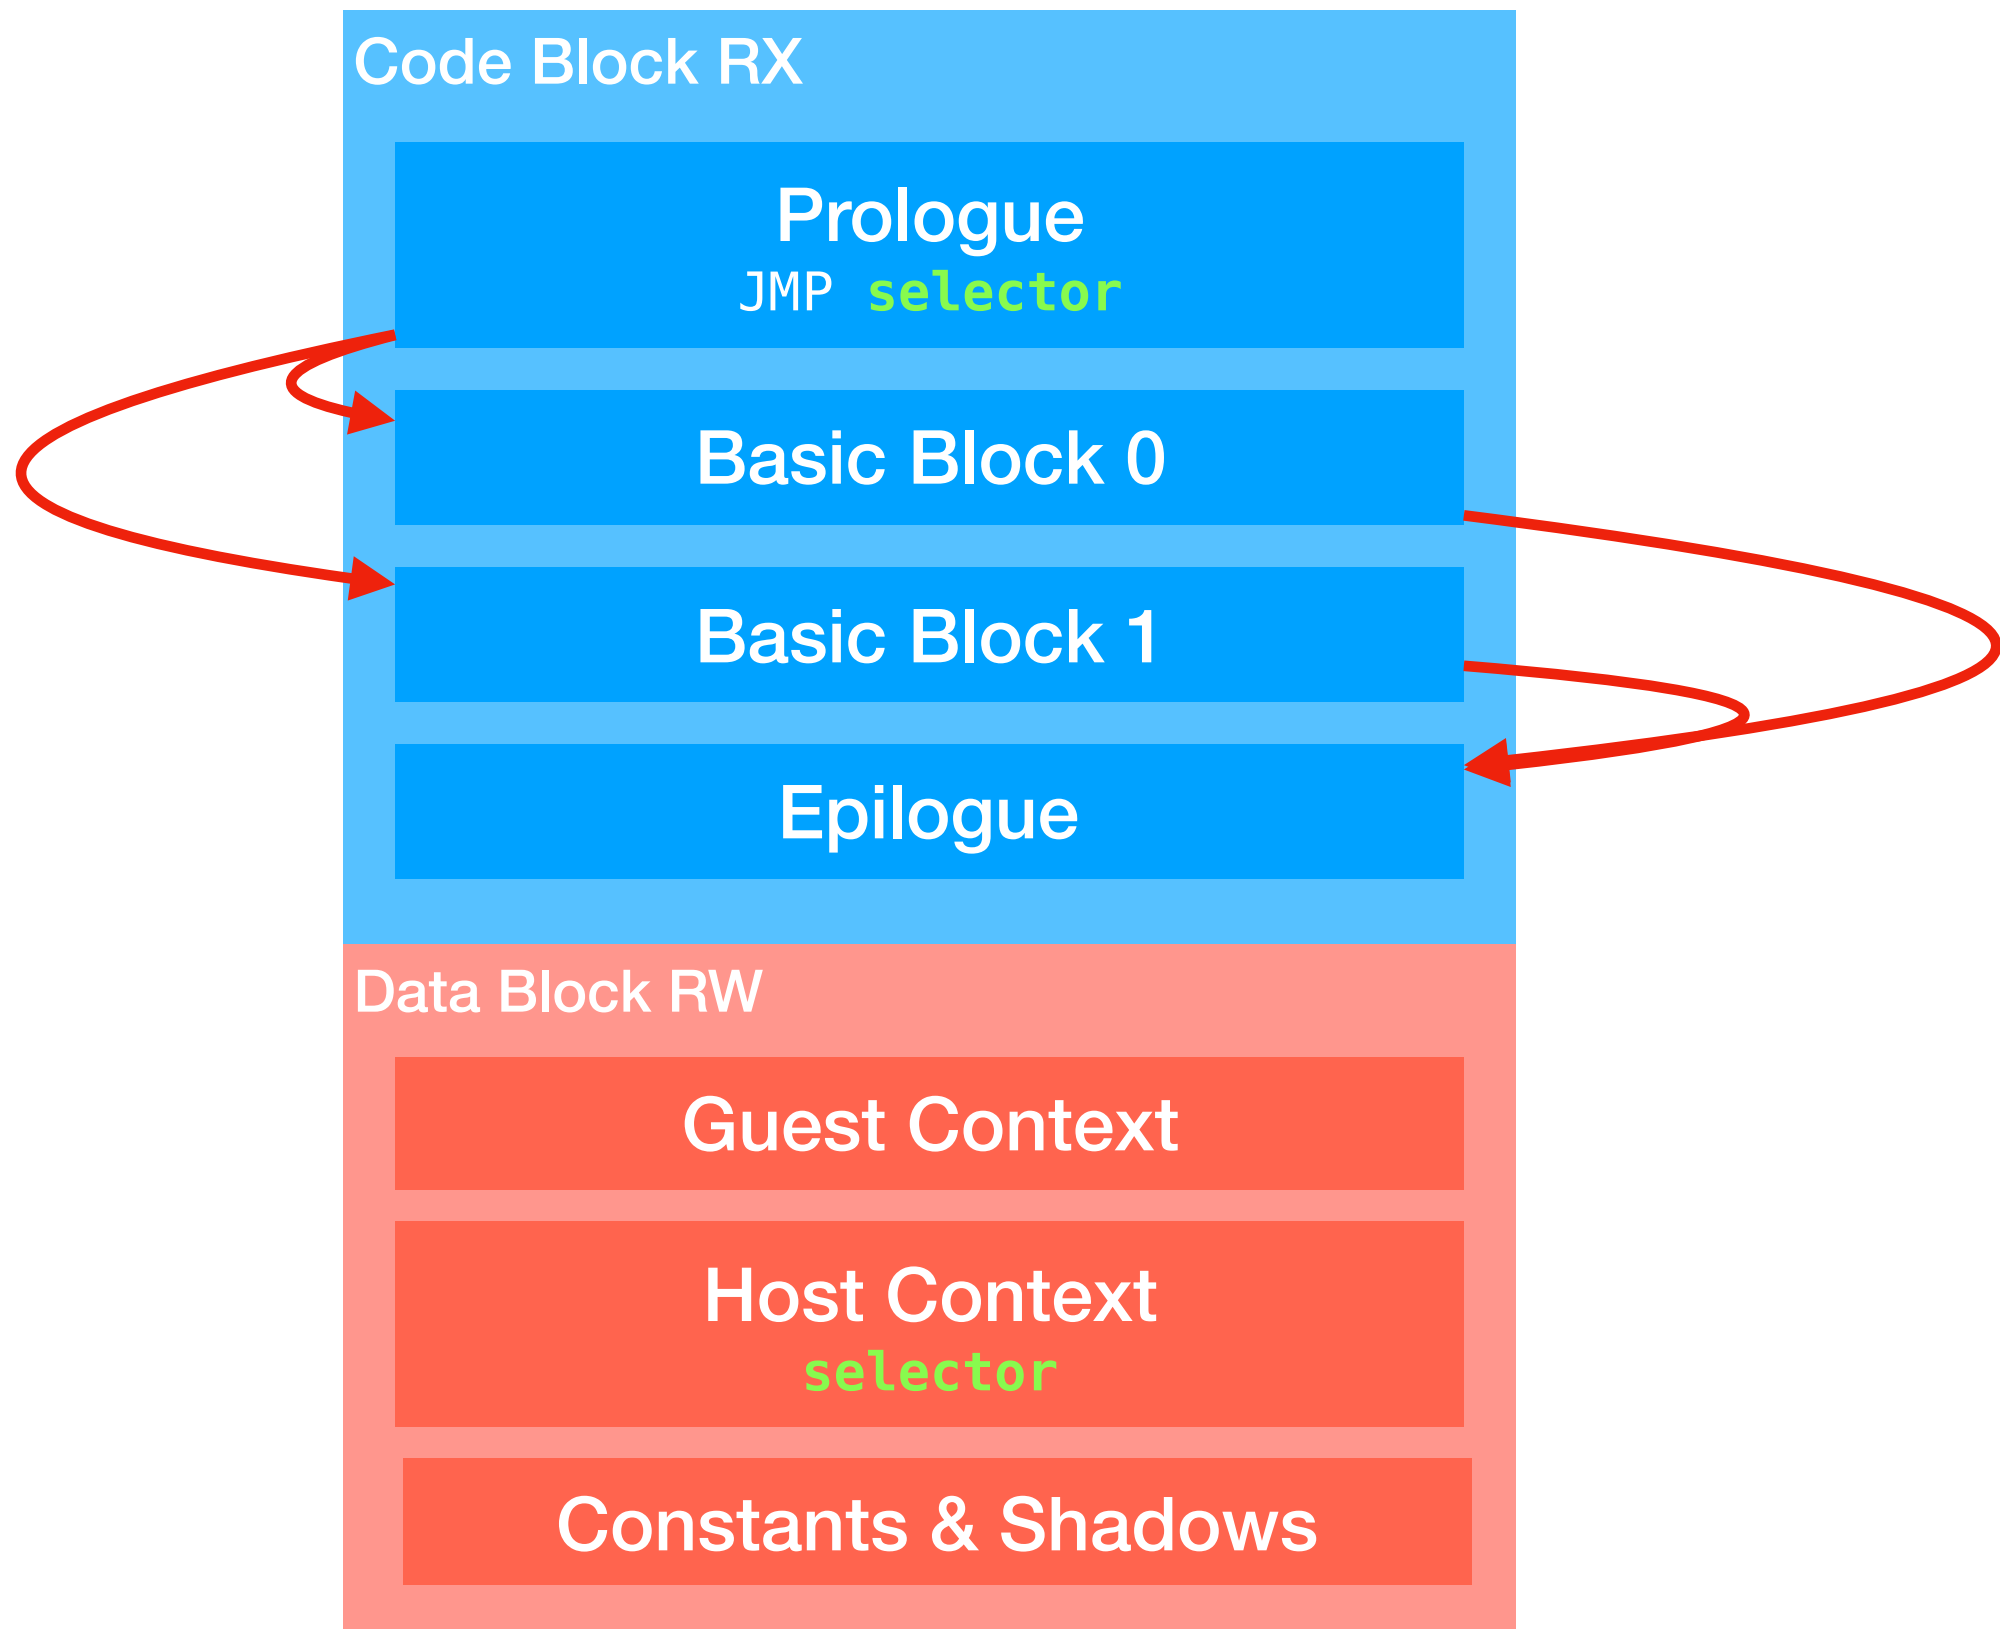 Code Block RX
Prologue
JMP selector
Basic Block 0
Basic Block 1
Epilogue
Data Block RW
Guest Context
Host Context
selector
Constants & Shadows